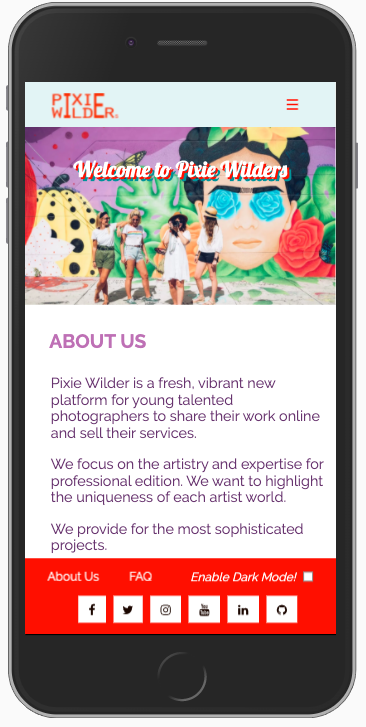 PIXIE
WILDER
Welcome to Pixie Wilders
ABOUT US
Pixie Wilder is a fresh, vibrant new
platform for young talented
photographers to share their work online
and sell their services.
We focus on the artistry and expertise for
professional edition. We want to highlight
the uniqueness of each artist world.
We provide for the most sophisticated
projects.
About Us FAQ Enable Dark Mode!
You
Tube
in